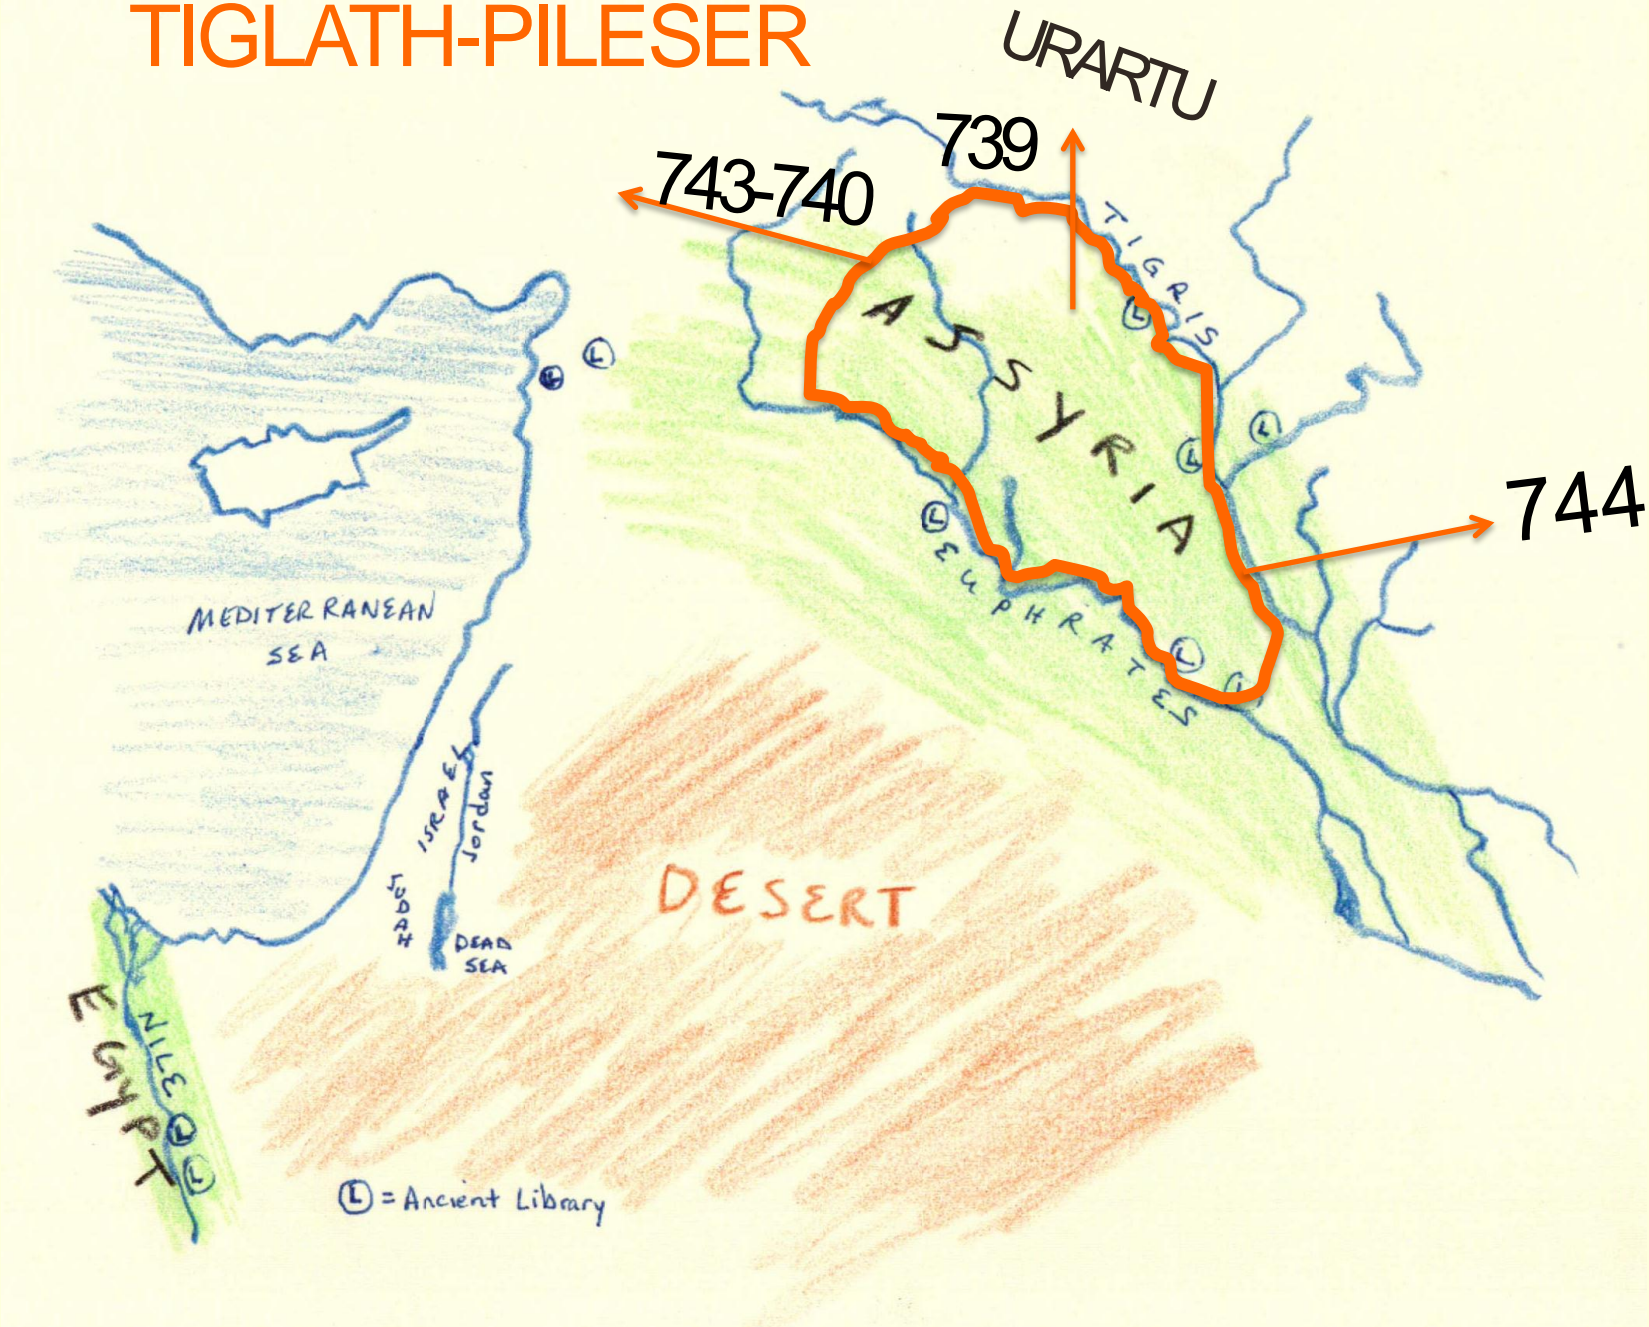 TIGLATH-PILESER
URARTU
739
743-740
TIGRIS
L
L
L
ASSYRIA
L
L
744
L
EUPHRATES
MEDITERRANEAN
SEA
L
L
ISRAEL
Jordan
DESERT
JUDAH
DEAD
SEA
EGYPT
NILE
L
L
L = Ancient Library